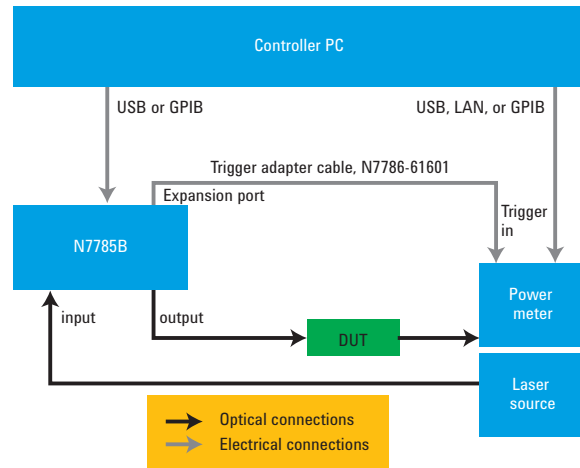 Controller PC
USB or GPIB
USB, LAN, or GPIB
Trigger adapter cable, N7786-61601
Expansion port
Trigger
in
N7785B
Power
meter
input
output
DUT
Laser
source
Optical connections
Electrical connections